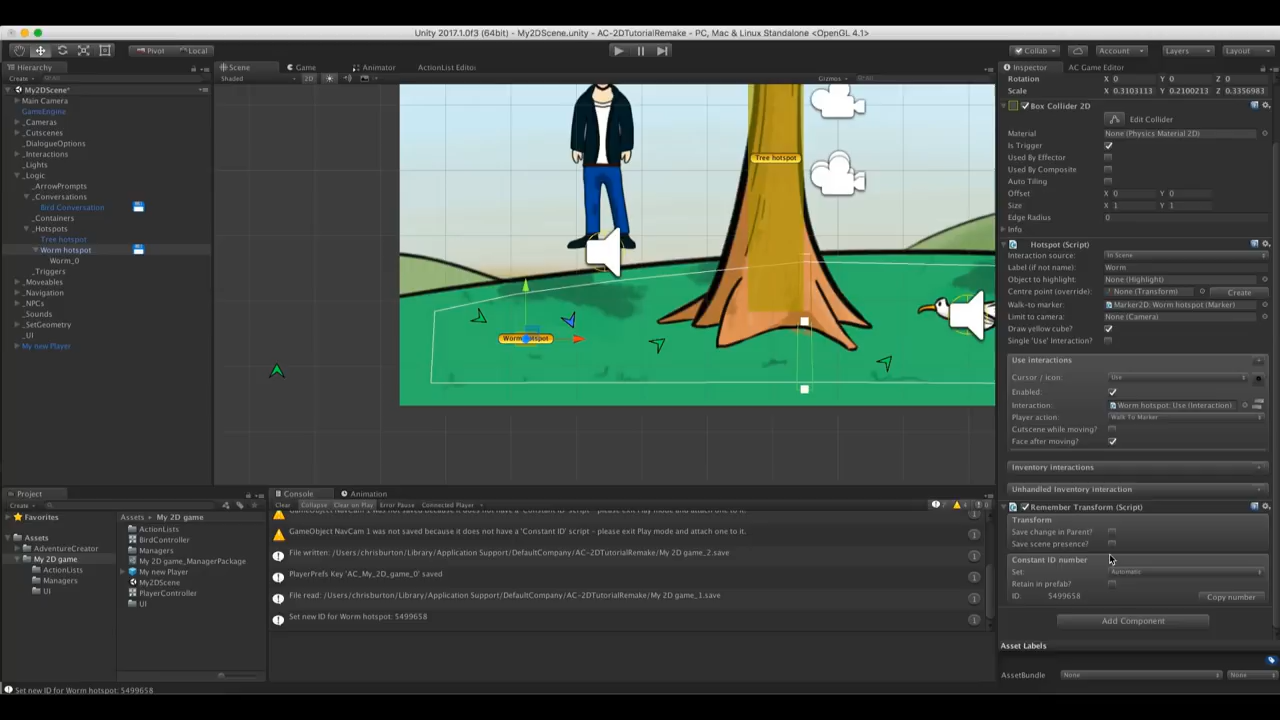 Unity 2017.1.0f3 (64bit) - My2DScene.unity - AC-2DTutorialRemake - PC, Mac & Linux Standalone <OpenGL 4.1>
Pivot Local Collab Account Layers Layout
Hierarchy
Create
My2DScene*
Main Camera
GameEngine
_Cameras
_Cutscenes
_DialogueOptions
_Interactions
_Lights
_Logic
_ArrowPrompts
_Conversations
Bird Conversation
_Containers
_Hotspots
Tree hotspot
Worm hotspot
Worm_0
_Triggers
_Moveables
_Navigation
_NPCs
_Sounds
_SetGeometry
_UI
My new Player
Scene Game Animator ActionList Editor
Shaded 2D Gizmos
Tree hotspot
Worm hotspot
Inspector AC Game Editor
Rotation X 0 Y 0 Z 0
Scale X 0.3103113 Y 0.2100213 Z 0.3356983
Box Collider 2D
Edit Collider
Material None (Physics Material 2D)
Is Trigger
Used By Effector
Used By Composite
Auto Tiling
Offset X 0 Y 0
Size X 1 Y 1
Edge Radius 0
Info
Hotspot (Script)
Interaction source: In Scene
Label (if not name): Worm
Object to highlight: None (Highlight)
Centre point (override): None (Transform) Create
Walk-to marker: Marker2D: Worm hotspot (Marker)
Limit to camera: None (Camera)
Draw yellow cube?
Single 'Use' Interaction?
Use interactions
Cursor / icon: Use
Enabled:
Interaction: Worm hotspot: Use (Interaction)
Player action: Walk To Marker
Cutscene while moving?
Face after moving?
Inventory interactions
Unhandled Inventory interaction
Remember Transform (Script)
Transform
Save change in Parent?
Save scene presence?
Constant ID number
Set: Automatic
Retain in prefab?
ID: 5499658 Copy number
Add Component
Asset Labels
AssetBundle None None
Project
Create
Favorites
Assets
AdventureCreator
My 2D game
ActionLists
Managers
UI
Assets My 2D game
ActionLists
BirdController
Managers
My 2D game_ManagerPackage
My new Player
My2DScene
PlayerController
UI
Console Animation
Clear Collapse Clear on Play Error Pause Connected Player
GameObject NavCam 1 was not saved because it does not have a 'Constant ID' script - please exit Play mode and attach one to it.
File written: /Users/chrisburton/Library/Application Support/DefaultCompany/AC-2DTutorialRemake/My 2D game_2.save
PlayerPrefs Key 'AC_My_2D_game_0' saved
File read: /Users/chrisburton/Library/Application Support/DefaultCompany/AC-2DTutorialRemake/My 2D game_1.save
Set new ID for Worm hotspot: 5499658
Set new ID for Worm hotspot: 5499658